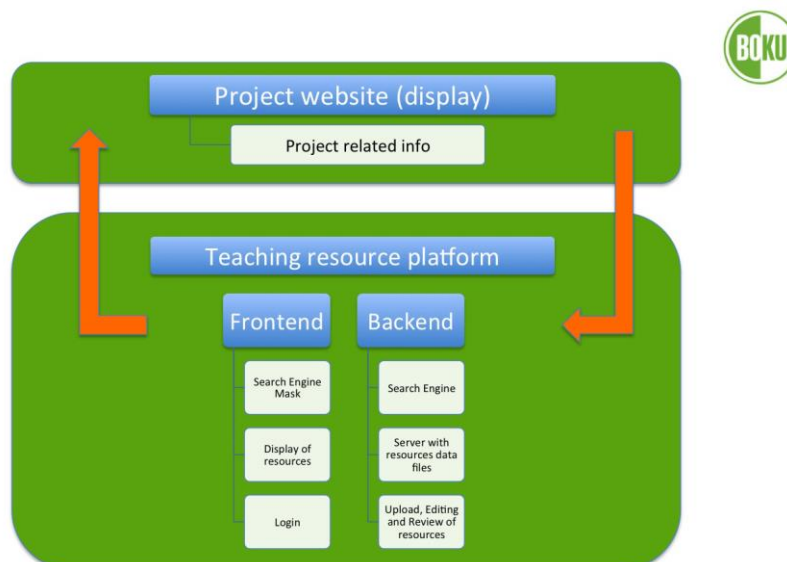 BOKU
Project website (display)
Project related info
Teaching resource platform
Frontend
Backend
Search Engine
Mask
Search Engine
Display of
resources
Server with
resources data
files
Login
Upload, Editing
and Review of
resources